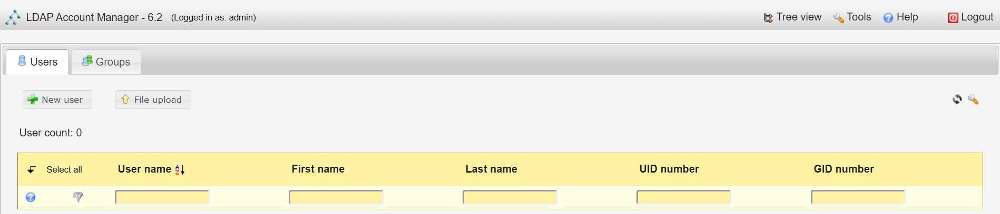 LDAP Account Manager - 6.2 (Logged in as: admin) Tree view Tools Help Logout
Users Groups
New user File upload
User count: 0
Select all User name First name Last name UID number GID number